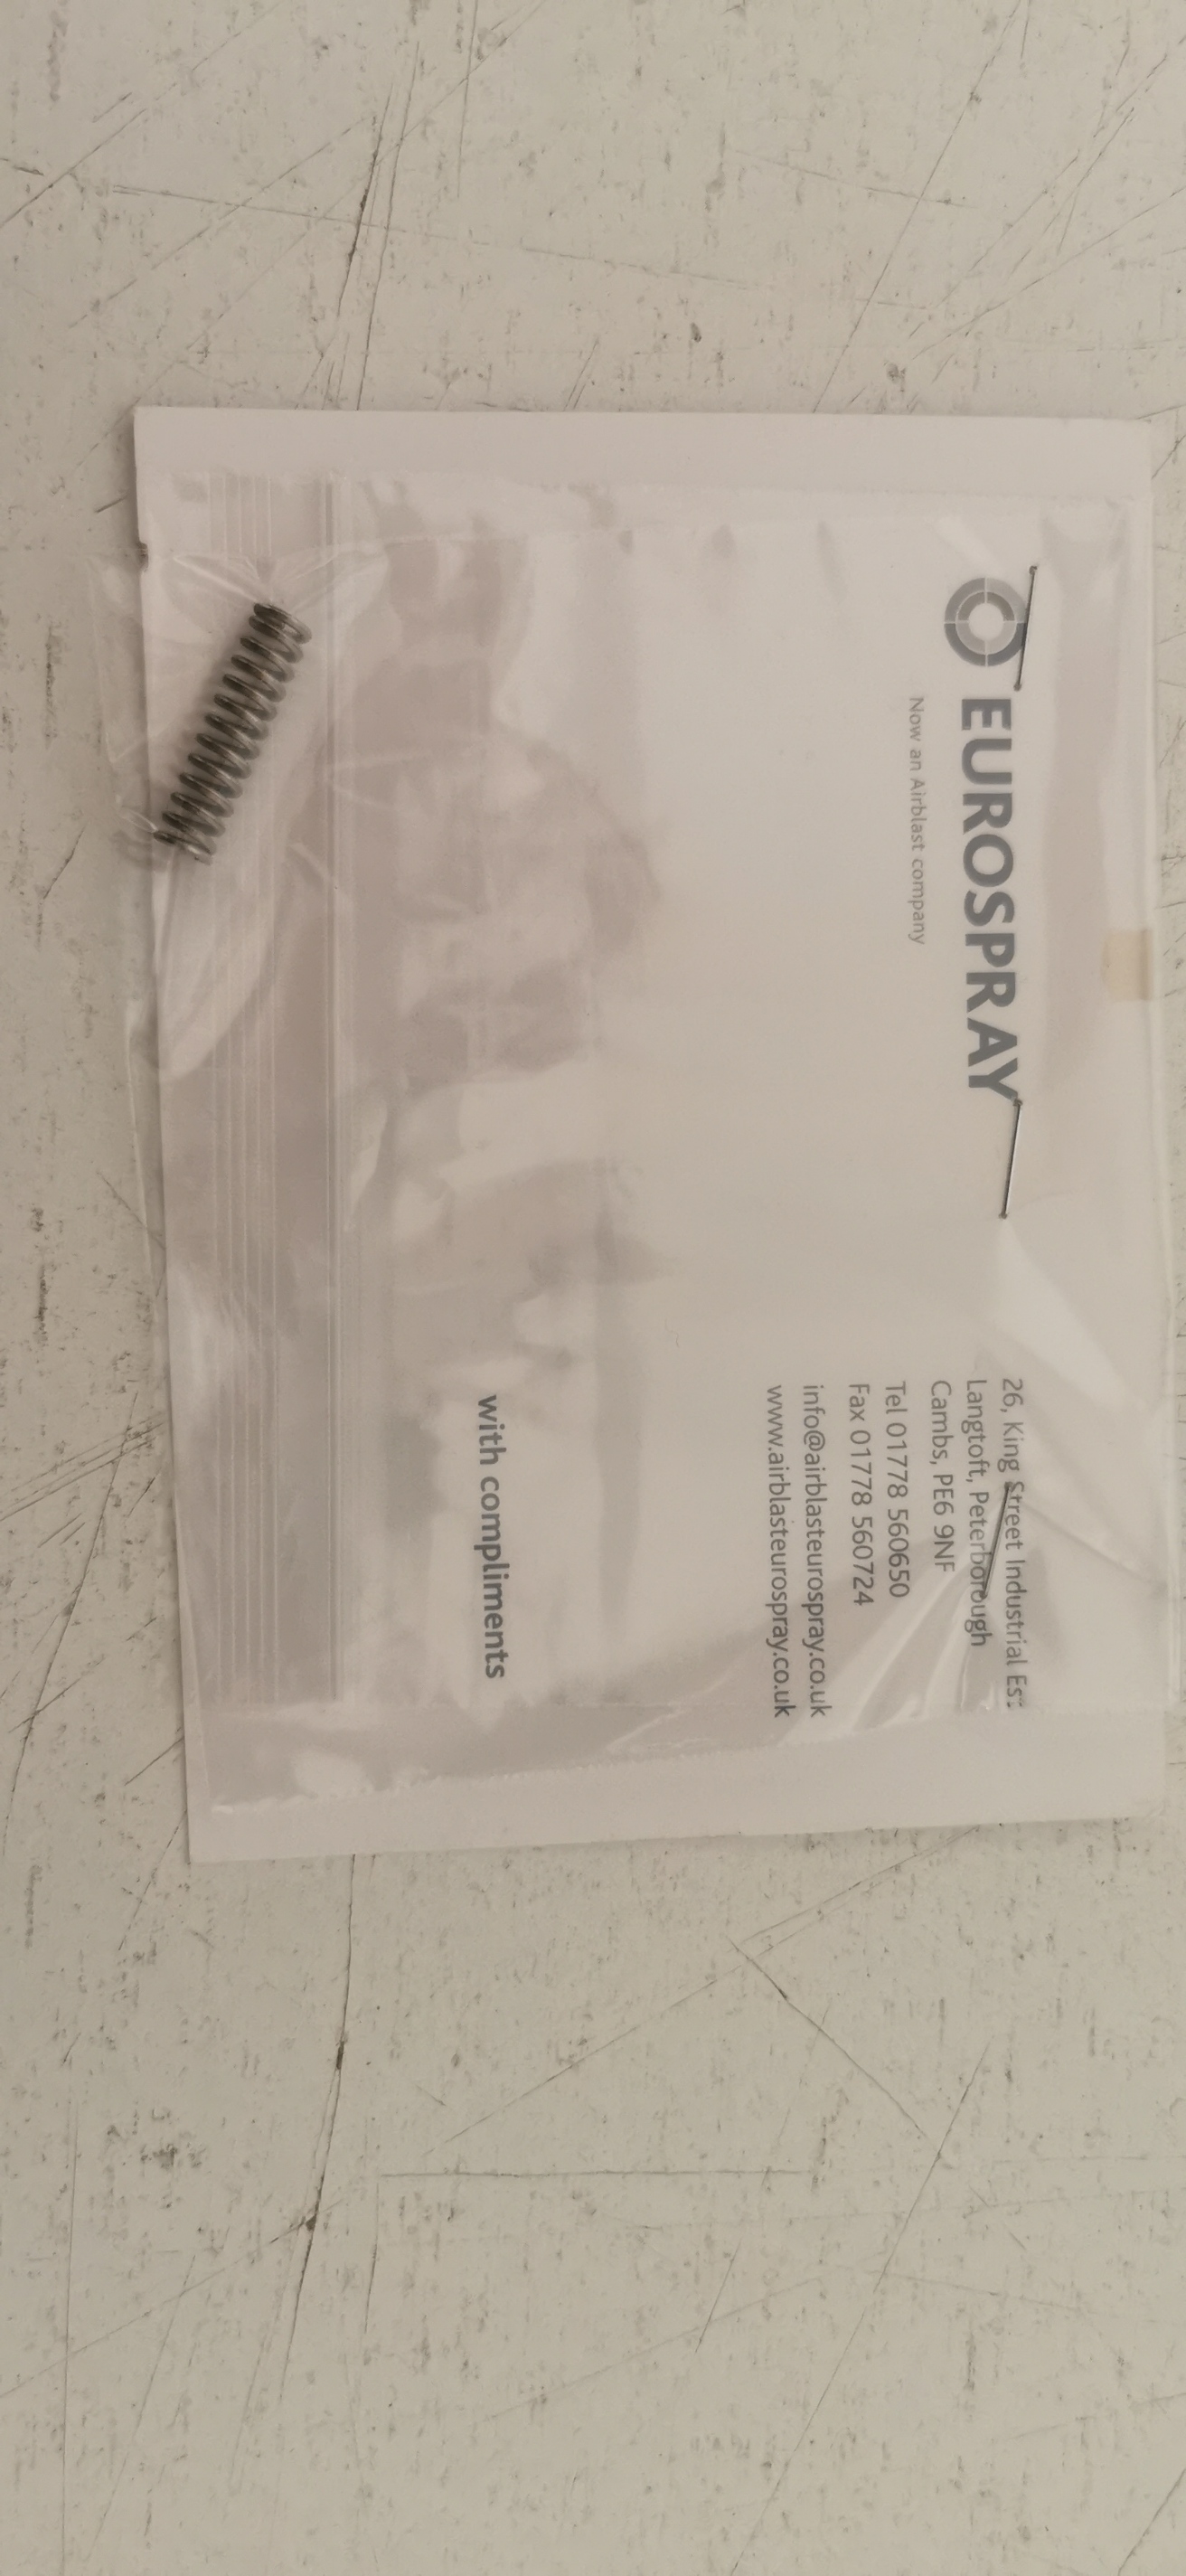 EUROSPRAY
Now an Airblast company
26, King Street Industrial Est
Langtoft, Peterborough
Cambs, PE6 9NF
Tel 01778 560650
Fax 01778 560724
info@airblasteurospray.co.uk
www.airblasteurospray.co.uk
with compliments